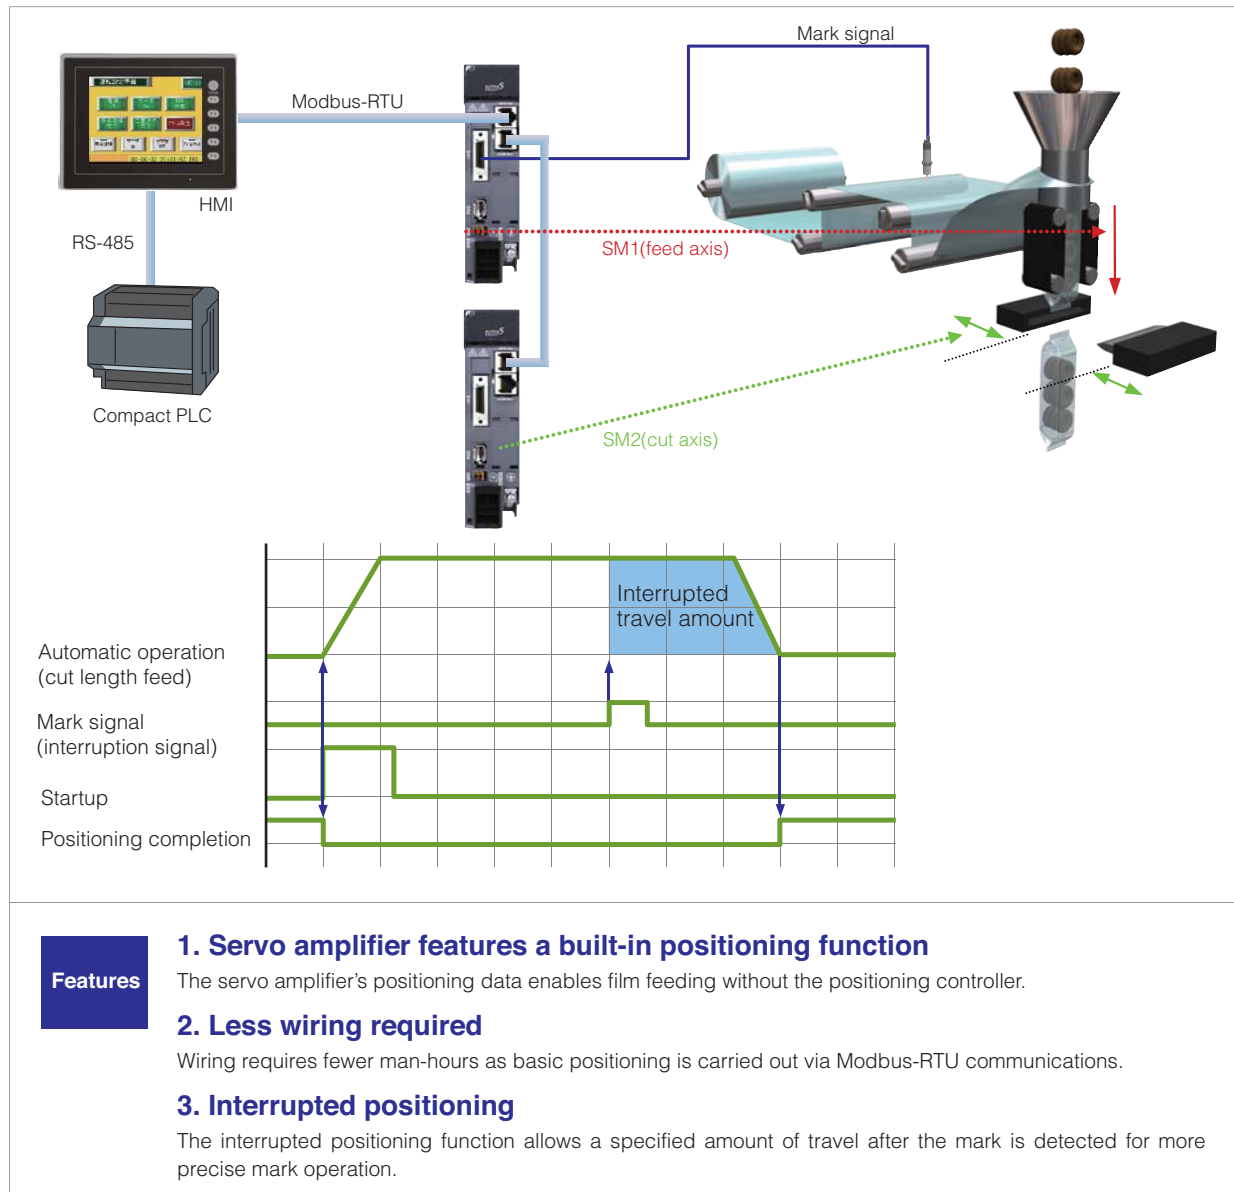 Mark signal
Modbus-RTU
MENU
HMI
RS-485
SM1(feed axis)
Compact PLC
SM2(cut axis)
Interrupted
travel amount
Automatic operation
(cut length feed)
Mark signal
(interruption signal)
Startup
Positioning completion
Features
1. Servo amplifier features a built-in positioning function
The servo amplifier’s positioning data enables film feeding without the positioning controller.
2. Less wiring required
Wiring requires fewer man-hours as basic positioning is carried out via Modbus-RTU communications.
3. Interrupted positioning
The interrupted positioning function allows a specified amount of travel after the mark is detected for more
precise mark operation.